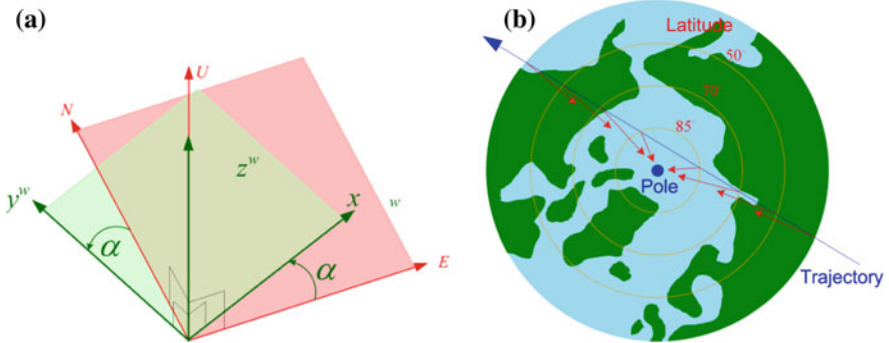 (a)
U
N
z^w
y^w
x
w
α
α
E
(b)
Latitude
50°
70°
85°
Pole
Trajectory